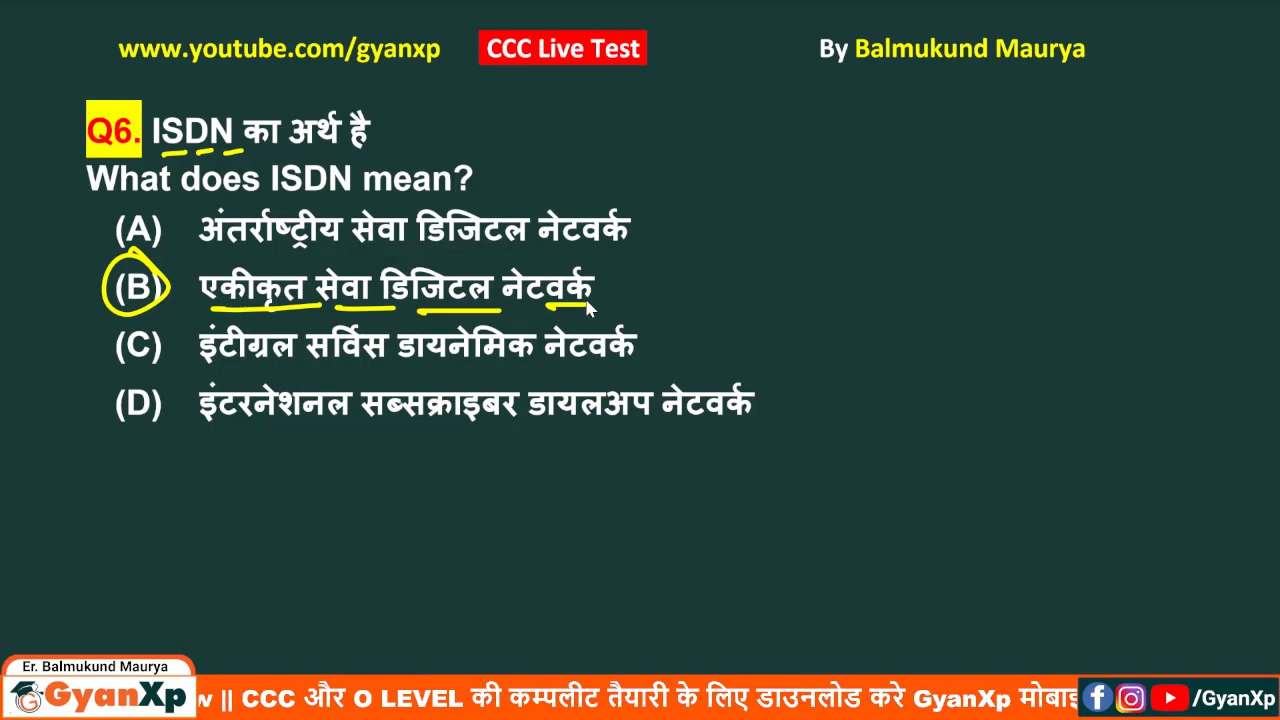 www.youtube.com/gyanxp CCC Live Test By Balmukund Maurya
Q6. ISDN का अर्थ है
What does ISDN mean?
(A) अंतर्राष्ट्रीय सेवा डिजिटल नेटवर्क
(B) एकीकृत सेवा डिजिटल नेटवर्क
(C) इंटीग्रल सर्विस डायनेमिक नेटवर्क
(D) इंटरनेशनल सब्सक्राइबर डायलअप नेटवर्क
Er. Balmukund Maurya
GyanXp w || CCC और O LEVEL की कम्पलीट तैयारी के लिए डाउनलोड करे GyanXp मोबाइ /GyanXp